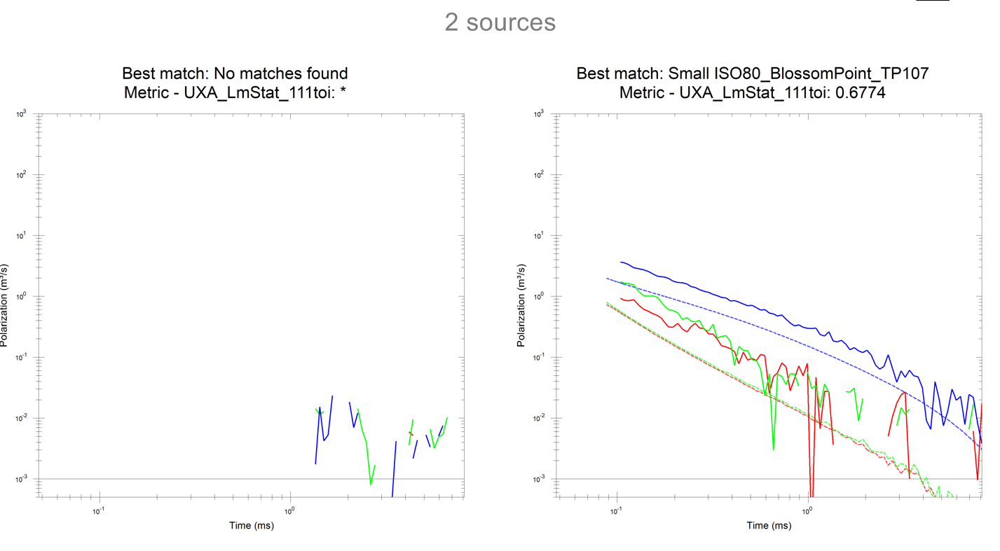 2 sources
Best match: No matches found
Metric - UXA_LmStat_111toi: *
10³
10²
10¹
10⁰
10⁻¹
10⁻²
10⁻³
Polarization (m³/s)
10⁻¹
10⁰
Time (ms)
Best match: Small ISO80_BlossomPoint_TP107
Metric - UXA_LmStat_111toi: 0.6774
10³
10²
10¹
10⁰
10⁻¹
10⁻²
10⁻³
Polarization (m³/s)
10⁻¹
10⁰
Time (ms)